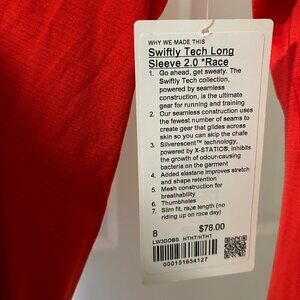 WHY WE MADE THIS
Swiftly Tech Long
Sleeve 2.0 *Race
1. Go ahead, get sweaty. The
Swiftly Tech collection,
powered by seamless
construction, is the ultimate
gear for running and training
2. Our seamless construction uses
the fewest number of seams to
create gear that glides across
skin so you can skip the chafe
3. Silverescent™ technology,
powered by X-STATIC®, inhibits
the growth of odour-causing
bacteria on the garment
4. Added elastane improves stretch
and shape retention
5. Mesh construction for
breathability
6. Thumbholes
7. Slim fit, race length (no
riding up on race day)
8 $78.00
LW3DOBS HTHT/HTHT
000151654127